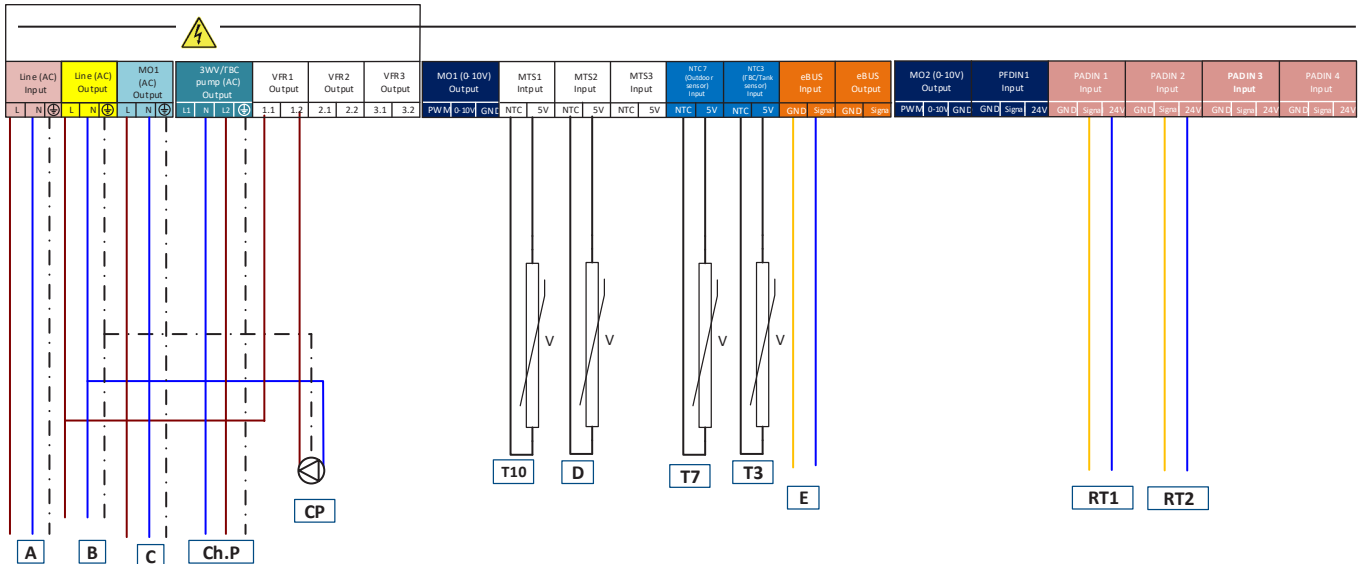 Line (AC)
Input
Line (AC)
Output
MO1
(AC)
Output
3WV/ГВС
pump (AC)
Output
VFR1
Output
VFR2
Output
VFR3
Output
MO1 (0-10V)
Output
MTS1
Intput
MTS2
Input
MTS3
Input
NTC 7
(Outdoor
sensor)
Input
NTC3
(ГВС/Tank
sensor)
Input
eBUS
Input
eBUS
Output
MO2 (0-10V)
Output
PFDIN1
Input
PADIN 1
Input
PADIN 2
Input
PADIN 3
Input
PADIN 4
Input
L N L N L N L1 N L2 1.1 1.2 2.1 2.2 3.1 3.2 PWM 0-10V GND NTC 5V NTC 5V NTC 5V NTC 5V NTC 5V GND Signal GND Signal PWM 0-10V GND GND Signal 24V GND Signal 24V GND Signal 24V GND Signal 24V GND Signal 24V
V V V V
T10 D T7 T3
CP E RT1 RT2
A B C Ch.P